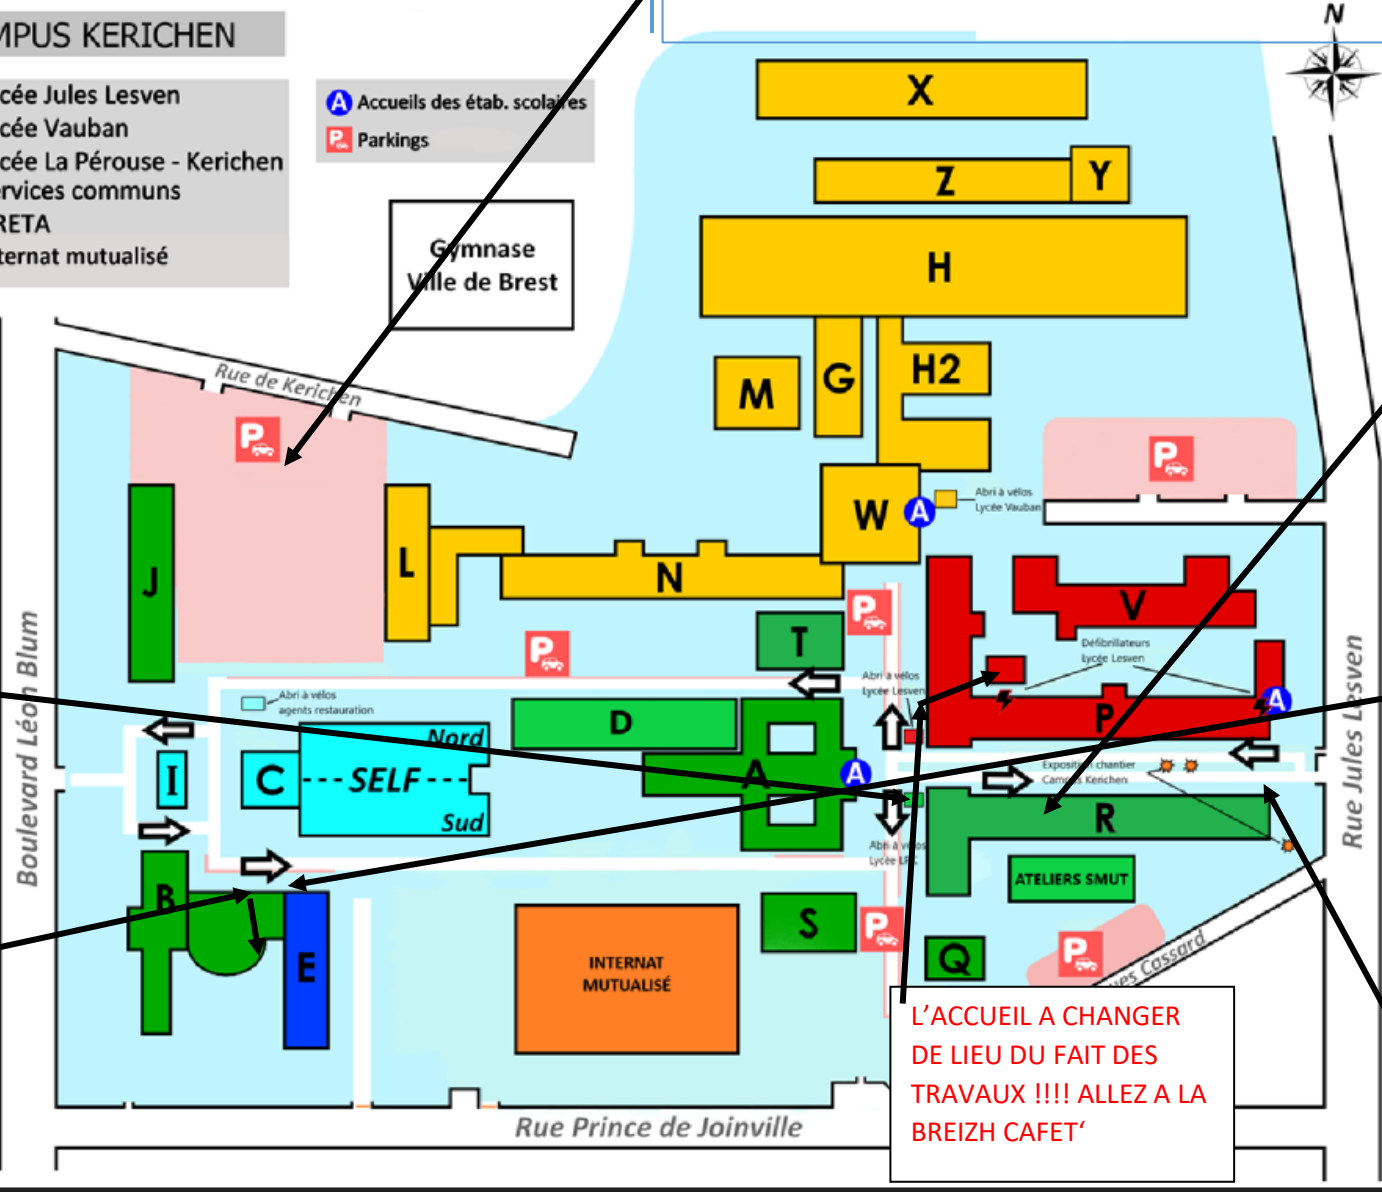 MPUS KERICHEN
cée Jules Lesven
cée Vauban
cée La Pérouse - Kerichen
ervices communs
RETA
ternat mutualisé
A Accueils des étab. scolaires
P Parkings
N
X
Z
Y
Gymnase
Ville de Brest
H
Rue de Kerichen
M
G
H2
P
P
J
L
W
A
Abri à vélos
Lycée Vauban
N
P
V
T
P
Défibrillateurs
Lycée Lesven
Abri à vélos
Lycée Lesven
Abri à vélos
agents restauration
D
P
A
Nord
I
C
SELF
Sud
A
A
Exposition chantier
Campus Kerichen
R
Abri à vélos
Lycée
ATELIERS SMUT
B
E
INTERNAT
MUTUALISÉ
S
P
Q
P
ues Cassard
Boulevard Léon Blum
Rue Jules Lesven
Rue Prince de Joinville
L’ACCUEIL A CHANGER
DE LIEU DU FAIT DES
TRAVAUX !!!! ALLEZ A LA
BREIZH CAFET‘